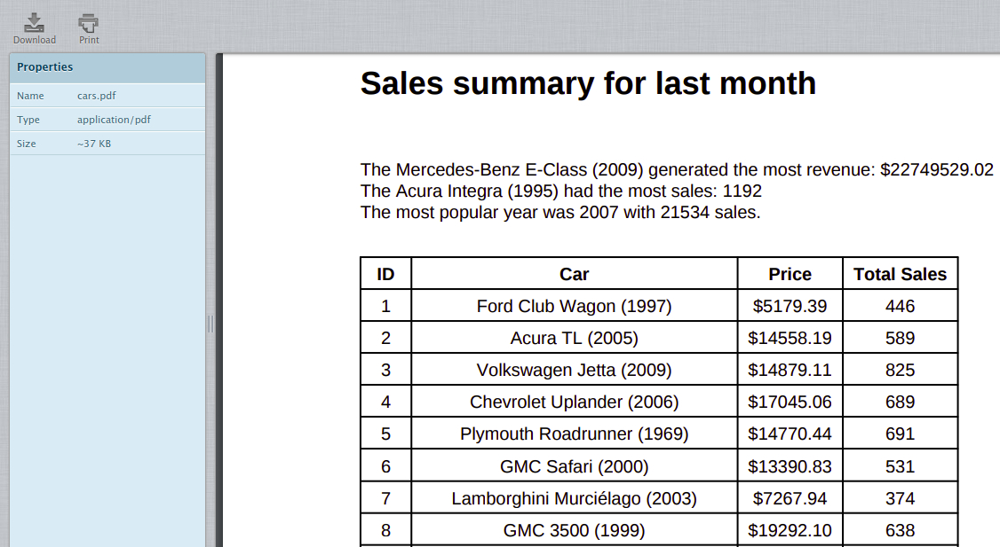 Download Print
Properties
Name cars.pdf
Type application/pdf
Size ~37 KB
Sales summary for last month
The Mercedes-Benz E-Class (2009) generated the most revenue: $22749529.02
The Acura Integra (1995) had the most sales: 1192
The most popular year was 2007 with 21534 sales.
ID Car Price Total Sales
1 Ford Club Wagon (1997) $5179.39 446
2 Acura TL (2005) $14558.19 589
3 Volkswagen Jetta (2009) $14879.11 825
4 Chevrolet Uplander (2006) $17045.06 689
5 Plymouth Roadrunner (1969) $14770.44 691
6 GMC Safari (2000) $13390.83 531
7 Lamborghini Murciélago (2003) $7267.94 374
8 GMC 3500 (1999) $19292.10 638